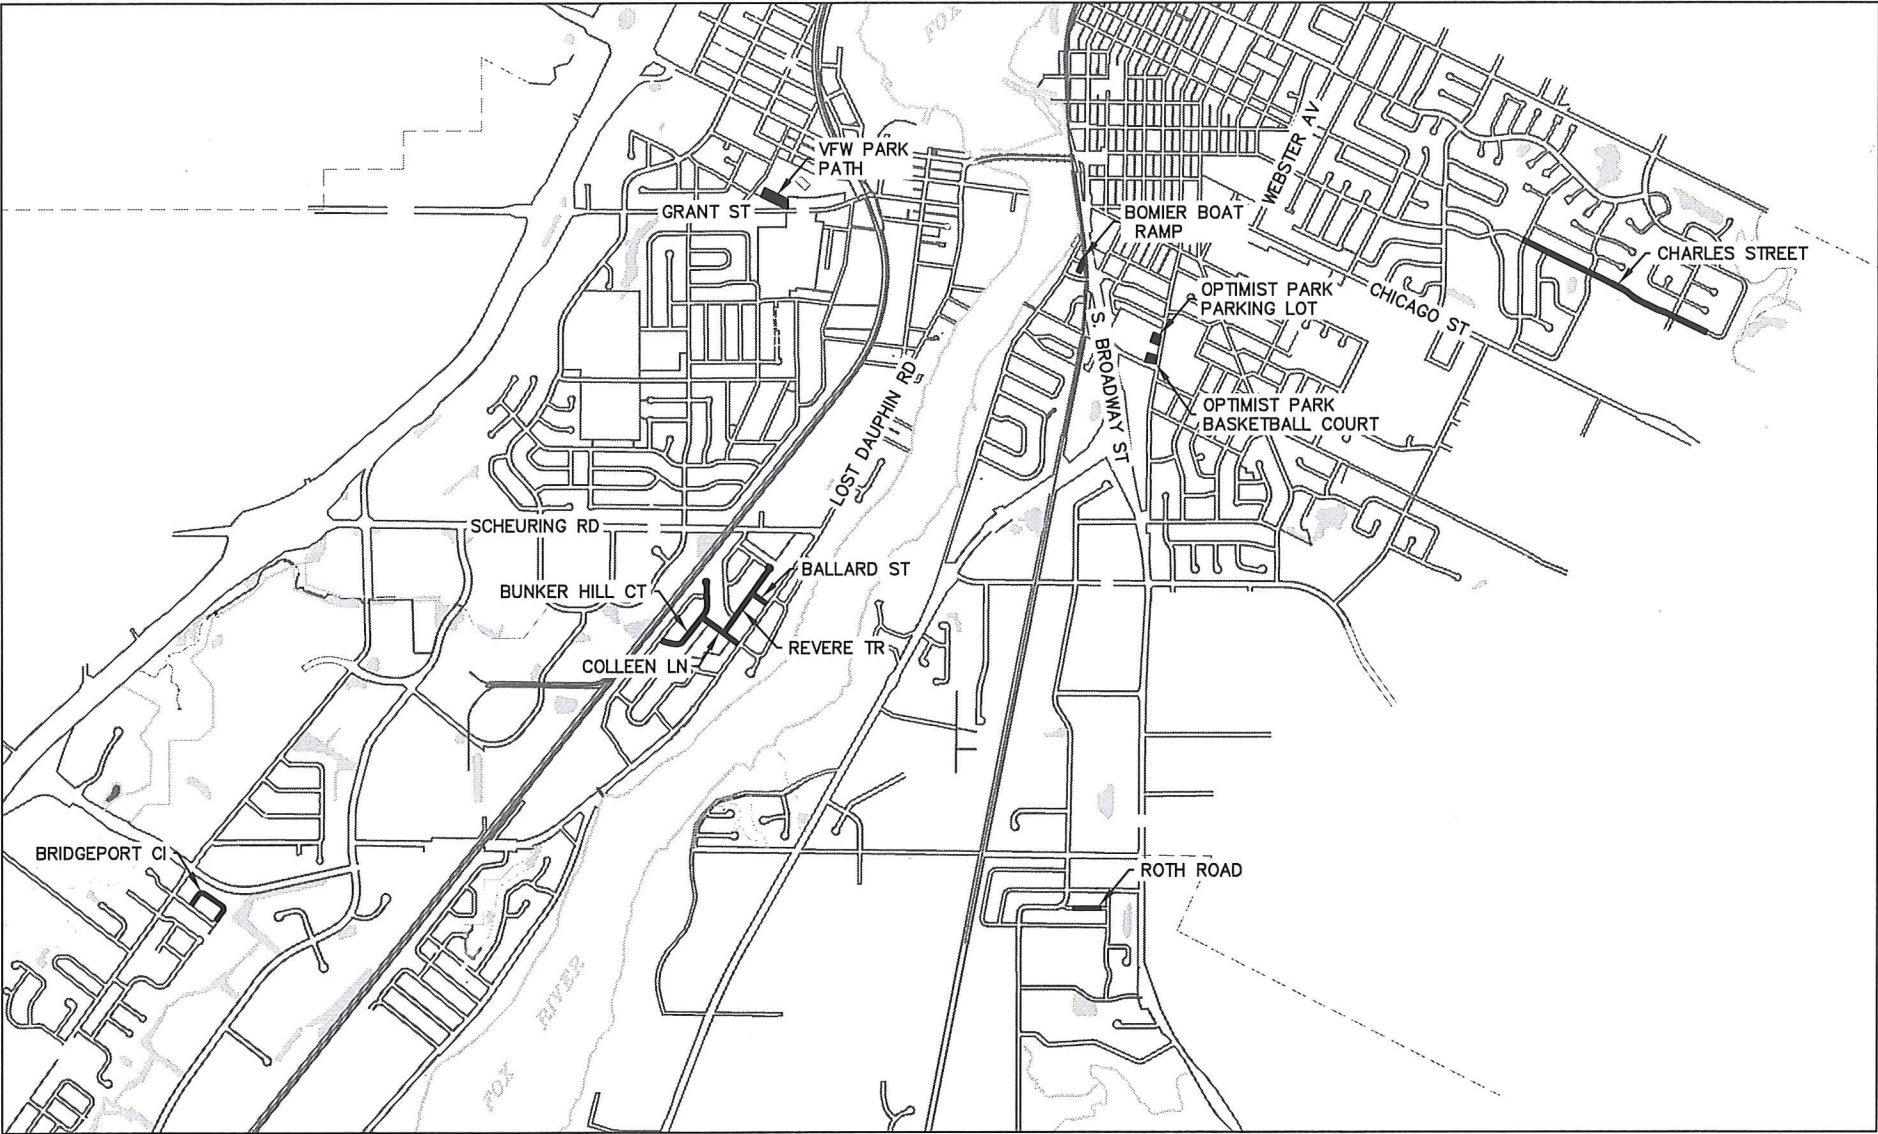 FOX
VFW PARK
PATH
WEBSTER AV
GRANT ST
BOMIER BOAT
RAMP
CHARLES STREET
OPTIMIST PARK
PARKING LOT
CHICAGO ST
S. BROADWAY ST
LOST DAUPHIN RD
OPTIMIST PARK
BASKETBALL COURT
SCHEURING RD
BALLARD ST
BUNKER HILL CT
REVERE TR
COLLEEN LN
BRIDGEPORT CI
ROTH ROAD
RIVER
FOX